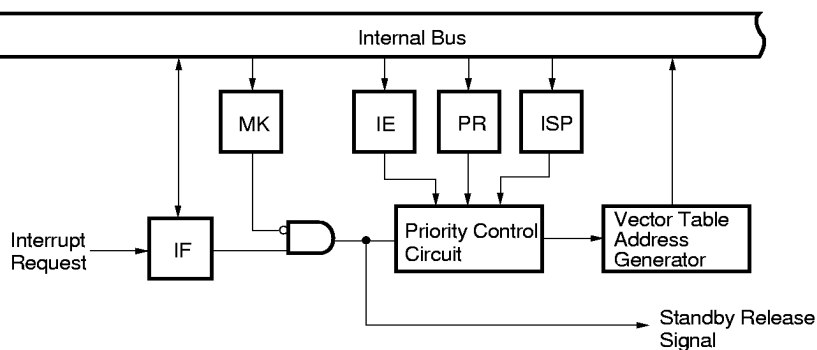 Internal Bus
MK
IE
PR
ISP
Interrupt
Request
IF
Priority Control
Circuit
Vector Table
Address
Generator
Standby Release
Signal